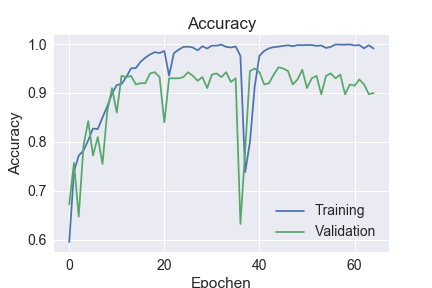 Accuracy
1.0
0.9
0.8
0.7
0.6
Accuracy
Training
Validation
0 20 40 60
Epochen